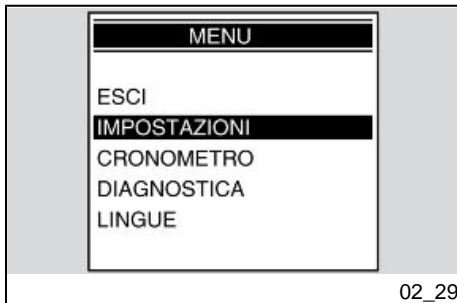 MENU
ESCI
IMPOSTAZIONI
CRONOMETRO
DIAGNOSTICA
LINGUE
02_29